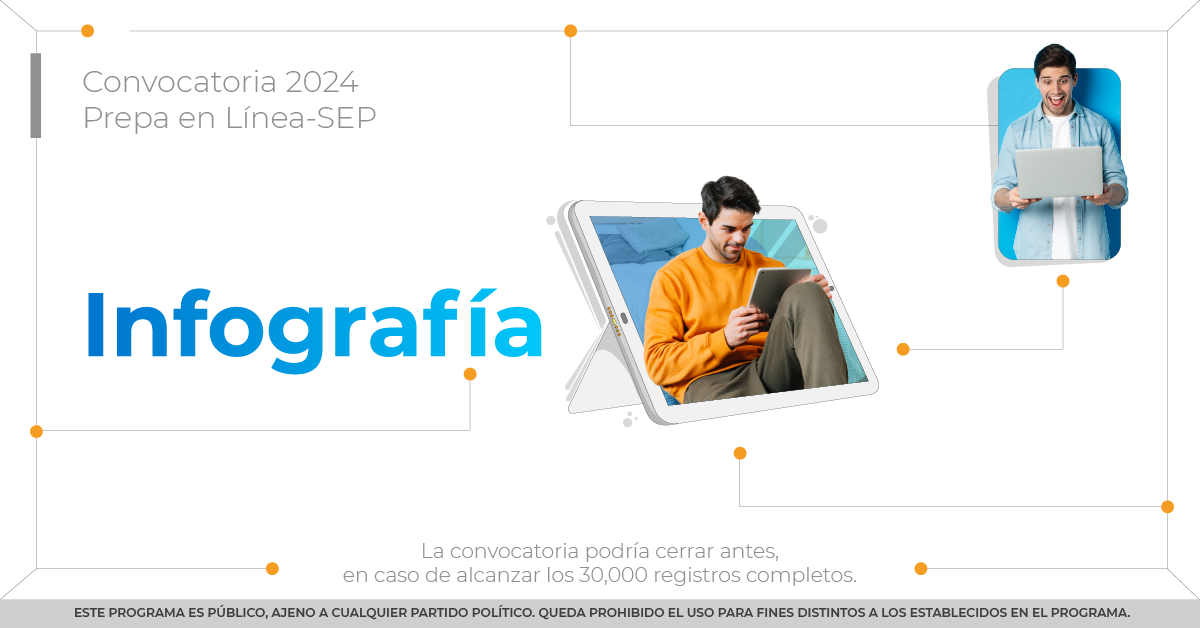 Convocatoria 2024
Prepa en Línea-SEP
Infografía
La convocatoria podría cerrar antes,
en caso de alcanzar los 30,000 registros completos.
ESTE PROGRAMA ES PÚBLICO, AJENO A CUALQUIER PARTIDO POLÍTICO. QUEDA PROHIBIDO EL USO PARA FINES DISTINTOS A LOS ESTABLECIDOS EN EL PROGRAMA.